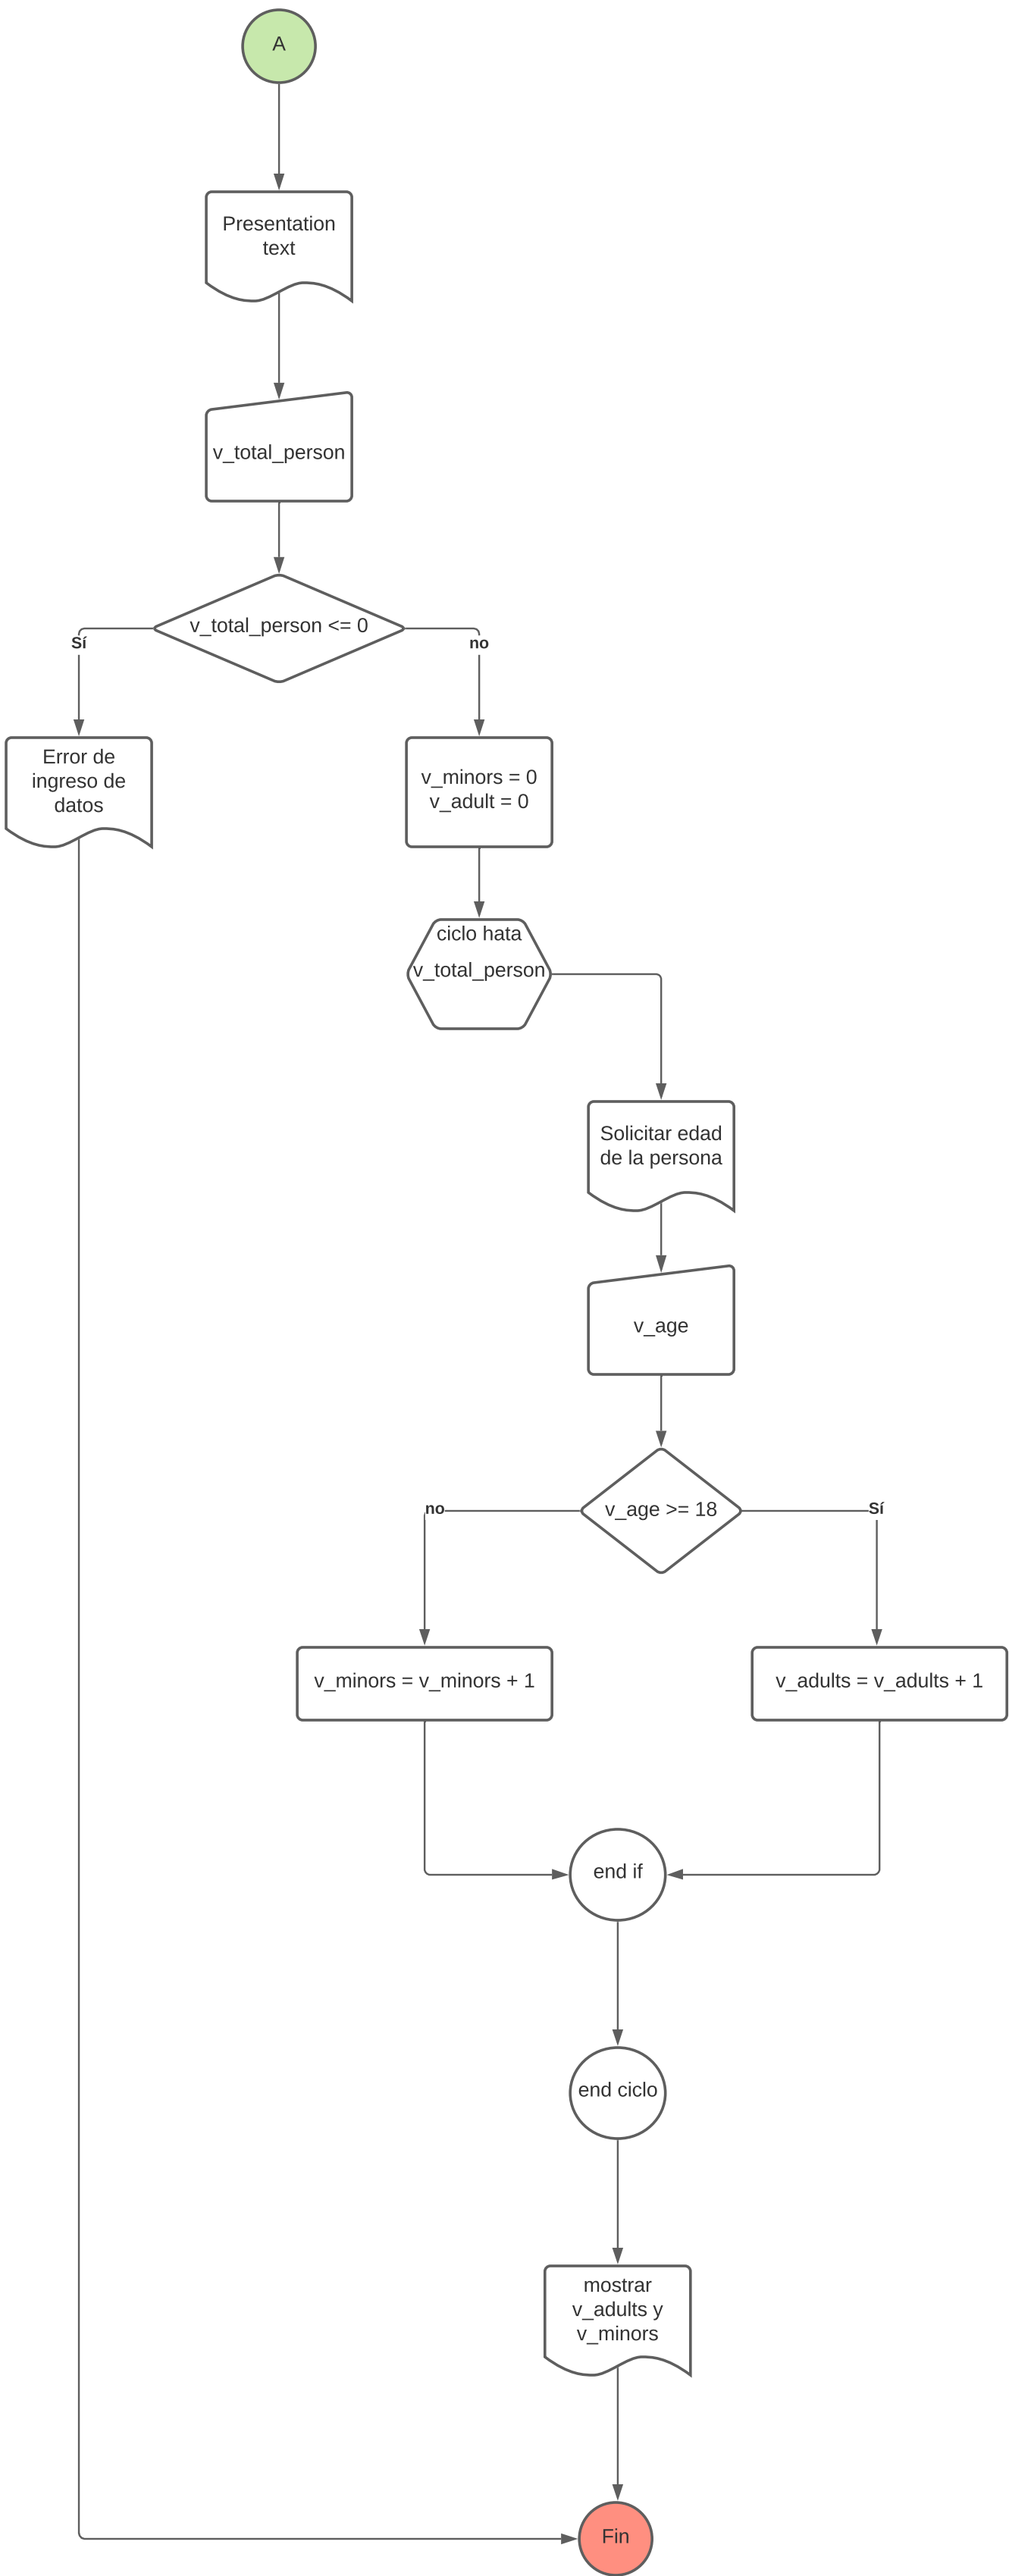 A
Presentation
text
v_total_person
v_total_person <= 0
Sí
no
Error de
ingreso de
datos
v_minors = 0
v_adult = 0
ciclo hata
v_total_person
Solicitar edad
de la persona
v_age
v_age >= 18
no
Sí
v_minors = v_minors + 1
v_adults = v_adults + 1
end if
end ciclo
mostrar
v_adults y
v_minors
Fin